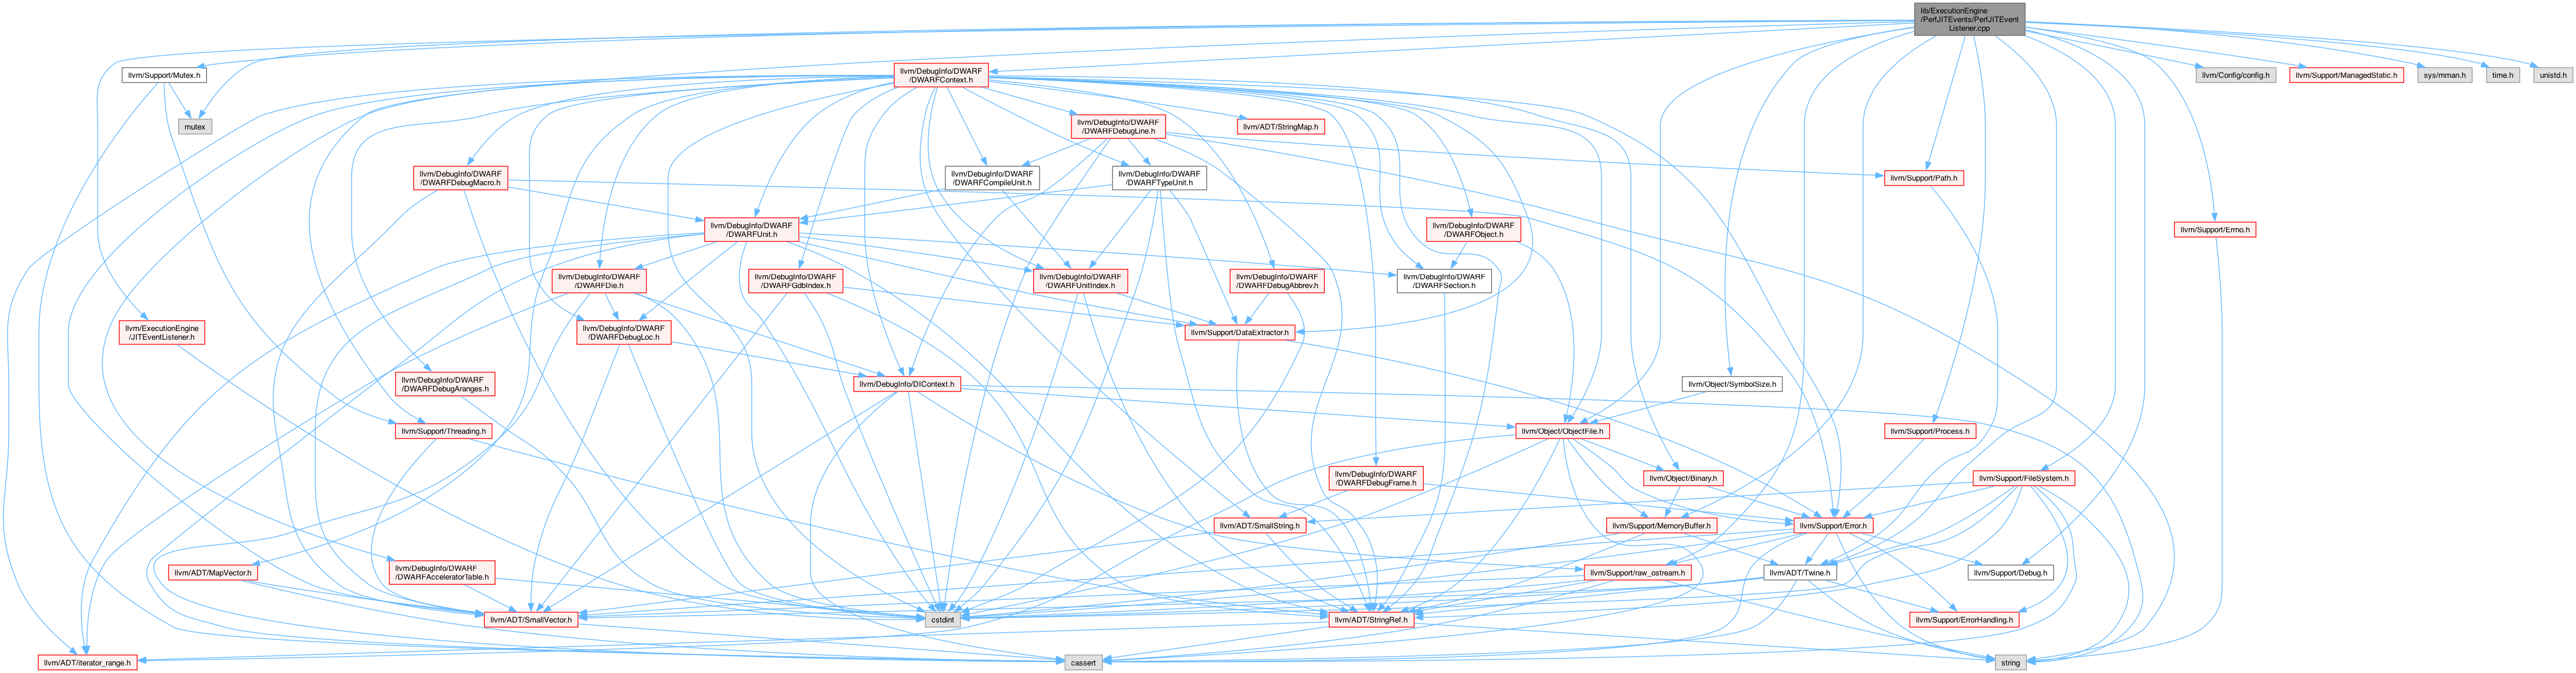 lib/ExecutionEngine
/PerfJITEvents/PerfJITEvent
Listener.cpp
llvm/Support/Mutex.h
llvm/DebugInfo/DWARF
/DWARFContext.h
llvm/Config/config.h
llvm/Support/ManagedStatic.h
sys/mman.h
time.h
unistd.h
mutex
llvm/DebugInfo/DWARF
/DWARFDebugLine.h
llvm/ADT/StringMap.h
llvm/DebugInfo/DWARF
/DWARFDebugMacro.h
llvm/DebugInfo/DWARF
/DWARFCompileUnit.h
llvm/DebugInfo/DWARF
/DWARFTypeUnit.h
llvm/Support/Path.h
llvm/DebugInfo/DWARF
/DWARFUnit.h
llvm/DebugInfo/DWARF
/DWARFObject.h
llvm/Support/Errno.h
llvm/DebugInfo/DWARF
/DWARFDie.h
llvm/DebugInfo/DWARF
/DWARFGdbIndex.h
llvm/DebugInfo/DWARF
/DWARFUnitIndex.h
llvm/DebugInfo/DWARF
/DWARFDebugAbbrev.h
llvm/DebugInfo/DWARF
/DWARFSection.h
llvm/ExecutionEngine
/JITEventListener.h
llvm/DebugInfo/DWARF
/DWARFDebugLoc.h
llvm/Support/DataExtractor.h
llvm/DebugInfo/DWARF
/DWARFDebugAranges.h
llvm/DebugInfo/DIContext.h
llvm/Object/SymbolSize.h
llvm/Support/Threading.h
llvm/Object/ObjectFile.h
llvm/Support/Process.h
llvm/DebugInfo/DWARF
/DWARFDebugFrame.h
llvm/Object/Binary.h
llvm/Support/FileSystem.h
llvm/ADT/SmallString.h
llvm/Support/MemoryBuffer.h
llvm/Support/Error.h
llvm/ADT/MapVector.h
llvm/DebugInfo/DWARF
/DWARFAcceleratorTable.h
llvm/Support/raw_ostream.h
llvm/ADT/Twine.h
llvm/Support/Debug.h
llvm/ADT/SmallVector.h
cstdint
llvm/ADT/StringRef.h
llvm/Support/ErrorHandling.h
llvm/ADT/iterator_range.h
cassert
string